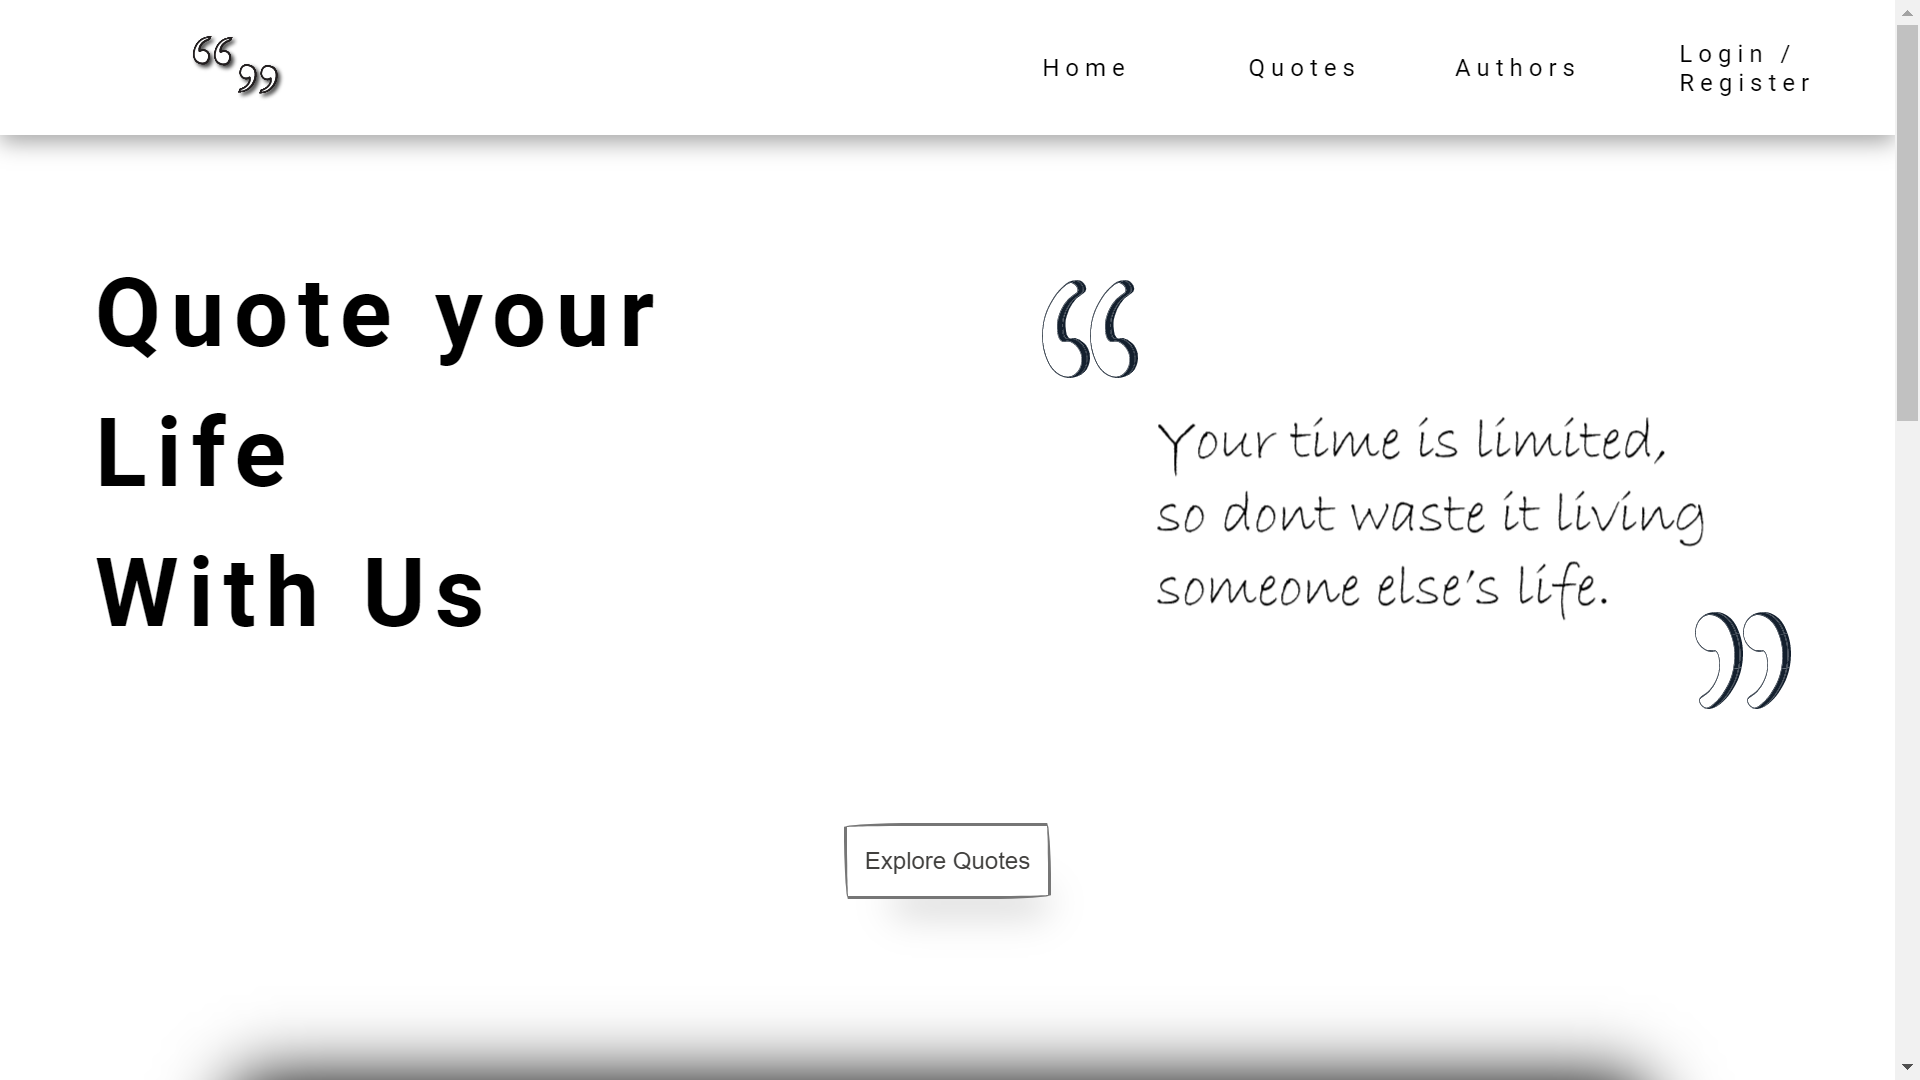 Home
Quotes
Authors
Login /
Register
Quote your
Life
With Us
Your time is limited,
so dont waste it living
someone else's life.
Explore Quotes